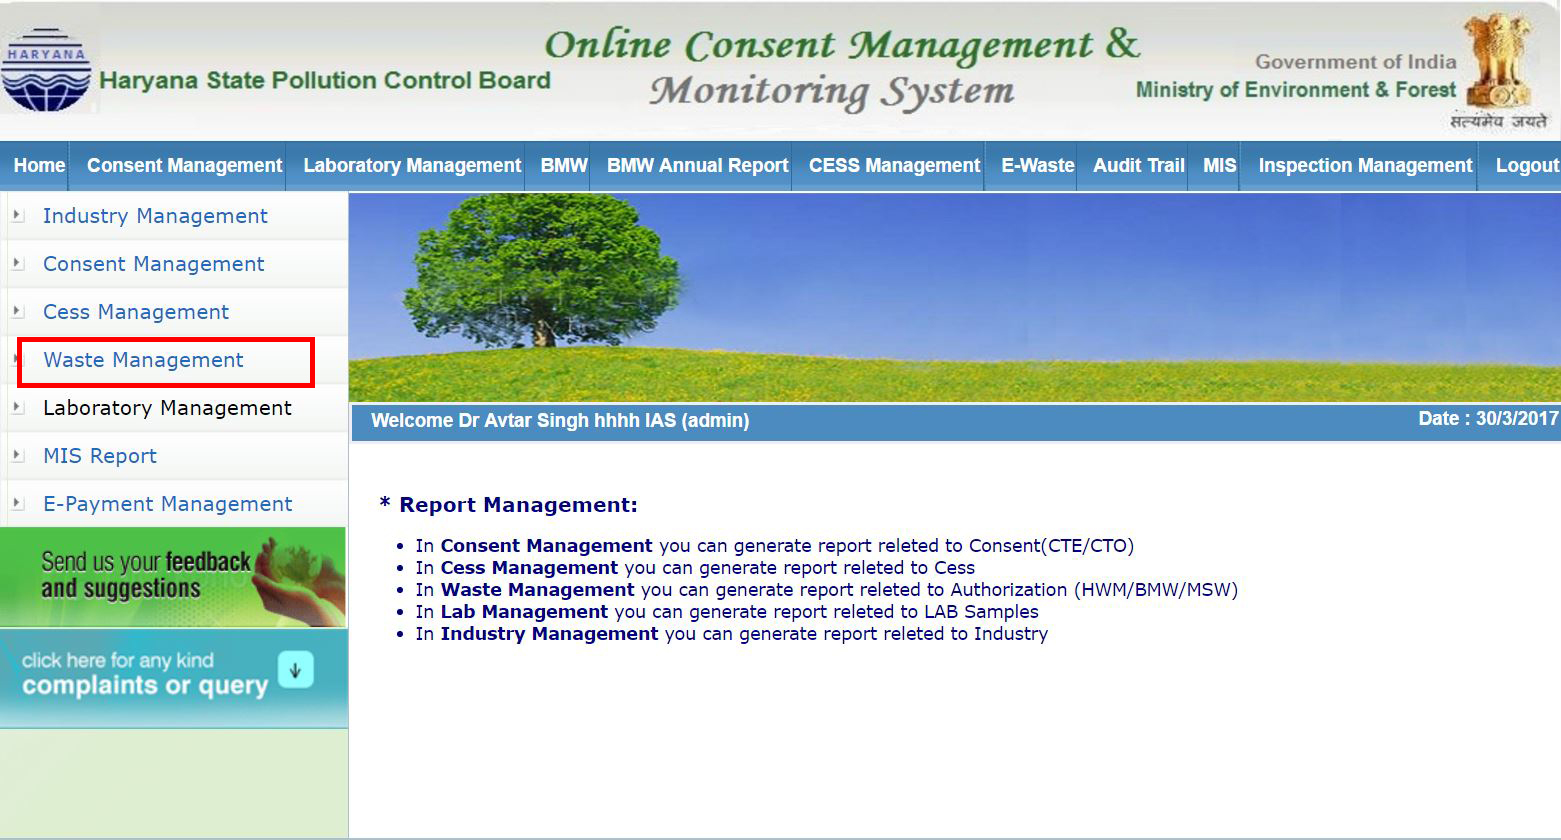 HARYANA
Haryana State Pollution Control Board
Online Consent Management &
Monitoring System
Government of India
Ministry of Environment & Forest
सत्यमेव जयते
Home Consent Management Laboratory Management BMW BMW Annual Report CESS Management E-Waste Audit Trail MIS Inspection Management Logout
Industry Management
Consent Management
Cess Management
Waste Management
Laboratory Management
MIS Report
E-Payment Management
Send us your feedback
and suggestions
click here for any kind
complaints or query
Welcome Dr Avtar Singh hhhh IAS (admin)
Date : 30/3/2017
* Report Management:
• In Consent Management you can generate report releted to Consent(CTE/CTO)
• In Cess Management you can generate report releted to Cess
• In Waste Management you can generate report releted to Authorization (HWM/BMW/MSW)
• In Lab Management you can generate report releted to LAB Samples
• In Industry Management you can generate report releted to Industry